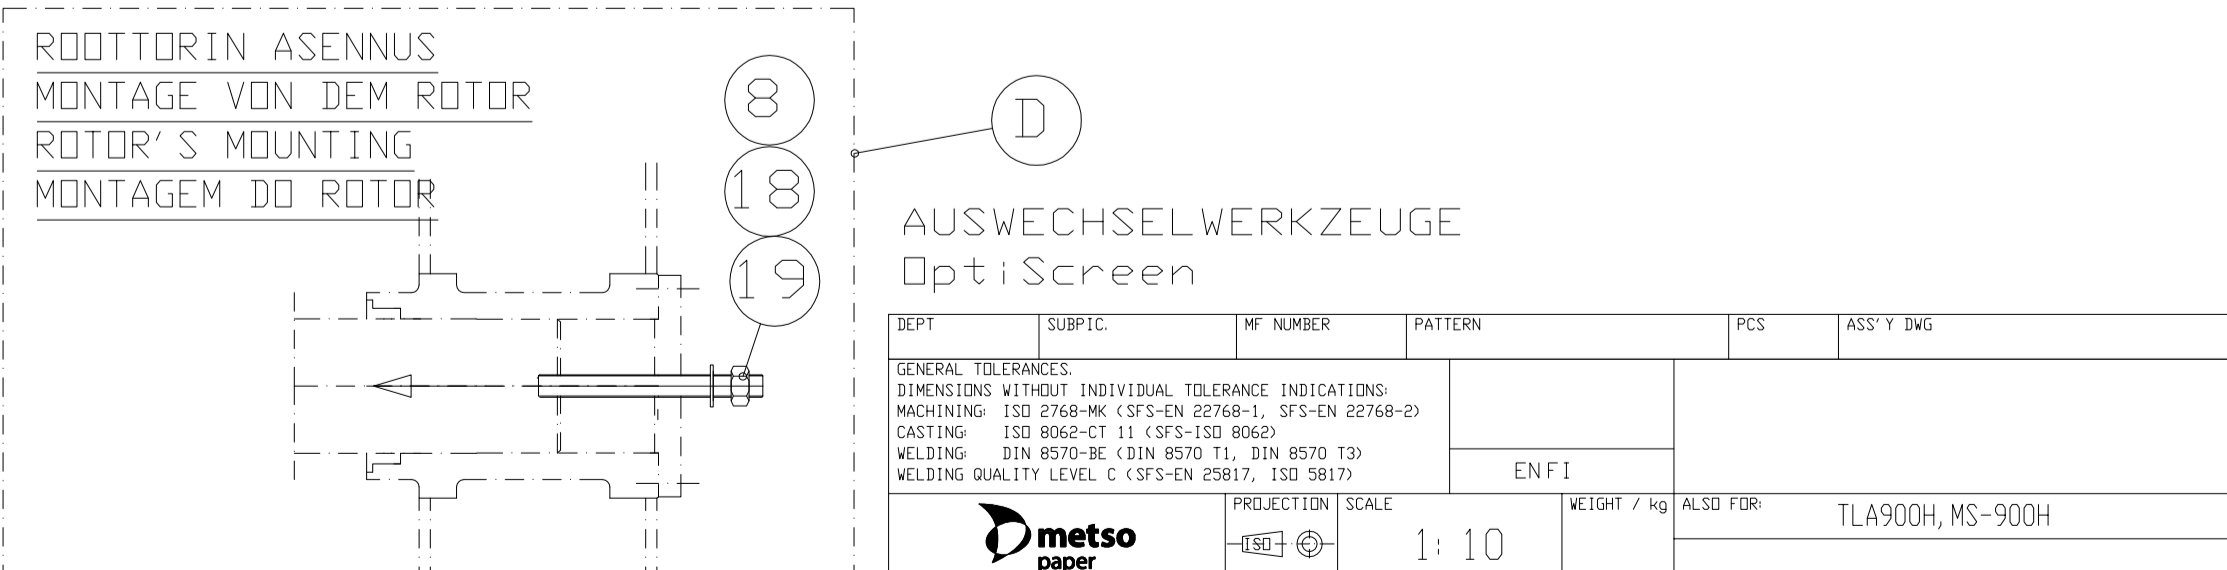 ROOTTORIN ASENNUS
MONTAGE VON DEM ROTOR
ROTOR'S MOUNTING
MONTAGEM DO ROTOR
8
18
19
D
AUSWECHSELWERKZEUGE
OptiScreen
DEPT SUBPIC. MF NUMBER PATTERN PCS ASS'Y DWG
GENERAL TOLERANCES.
DIMENSIONS WITHOUT INDIVIDUAL TOLERANCE INDICATIONS:
MACHINING: ISO 2768-MK (SFS-EN 22768-1, SFS-EN 22768-2)
CASTING: ISO 8062-CT 11 (SFS-ISO 8062)
WELDING: DIN 8570-BE (DIN 8570 T1, DIN 8570 T3)
WELDING QUALITY LEVEL C (SFS-EN 25817, ISO 5817)
ENFI
metso
paper
PROJECTION
ISO
SCALE
1:10
WEIGHT / kg
ALSO FOR: TLA900H, MS-900H